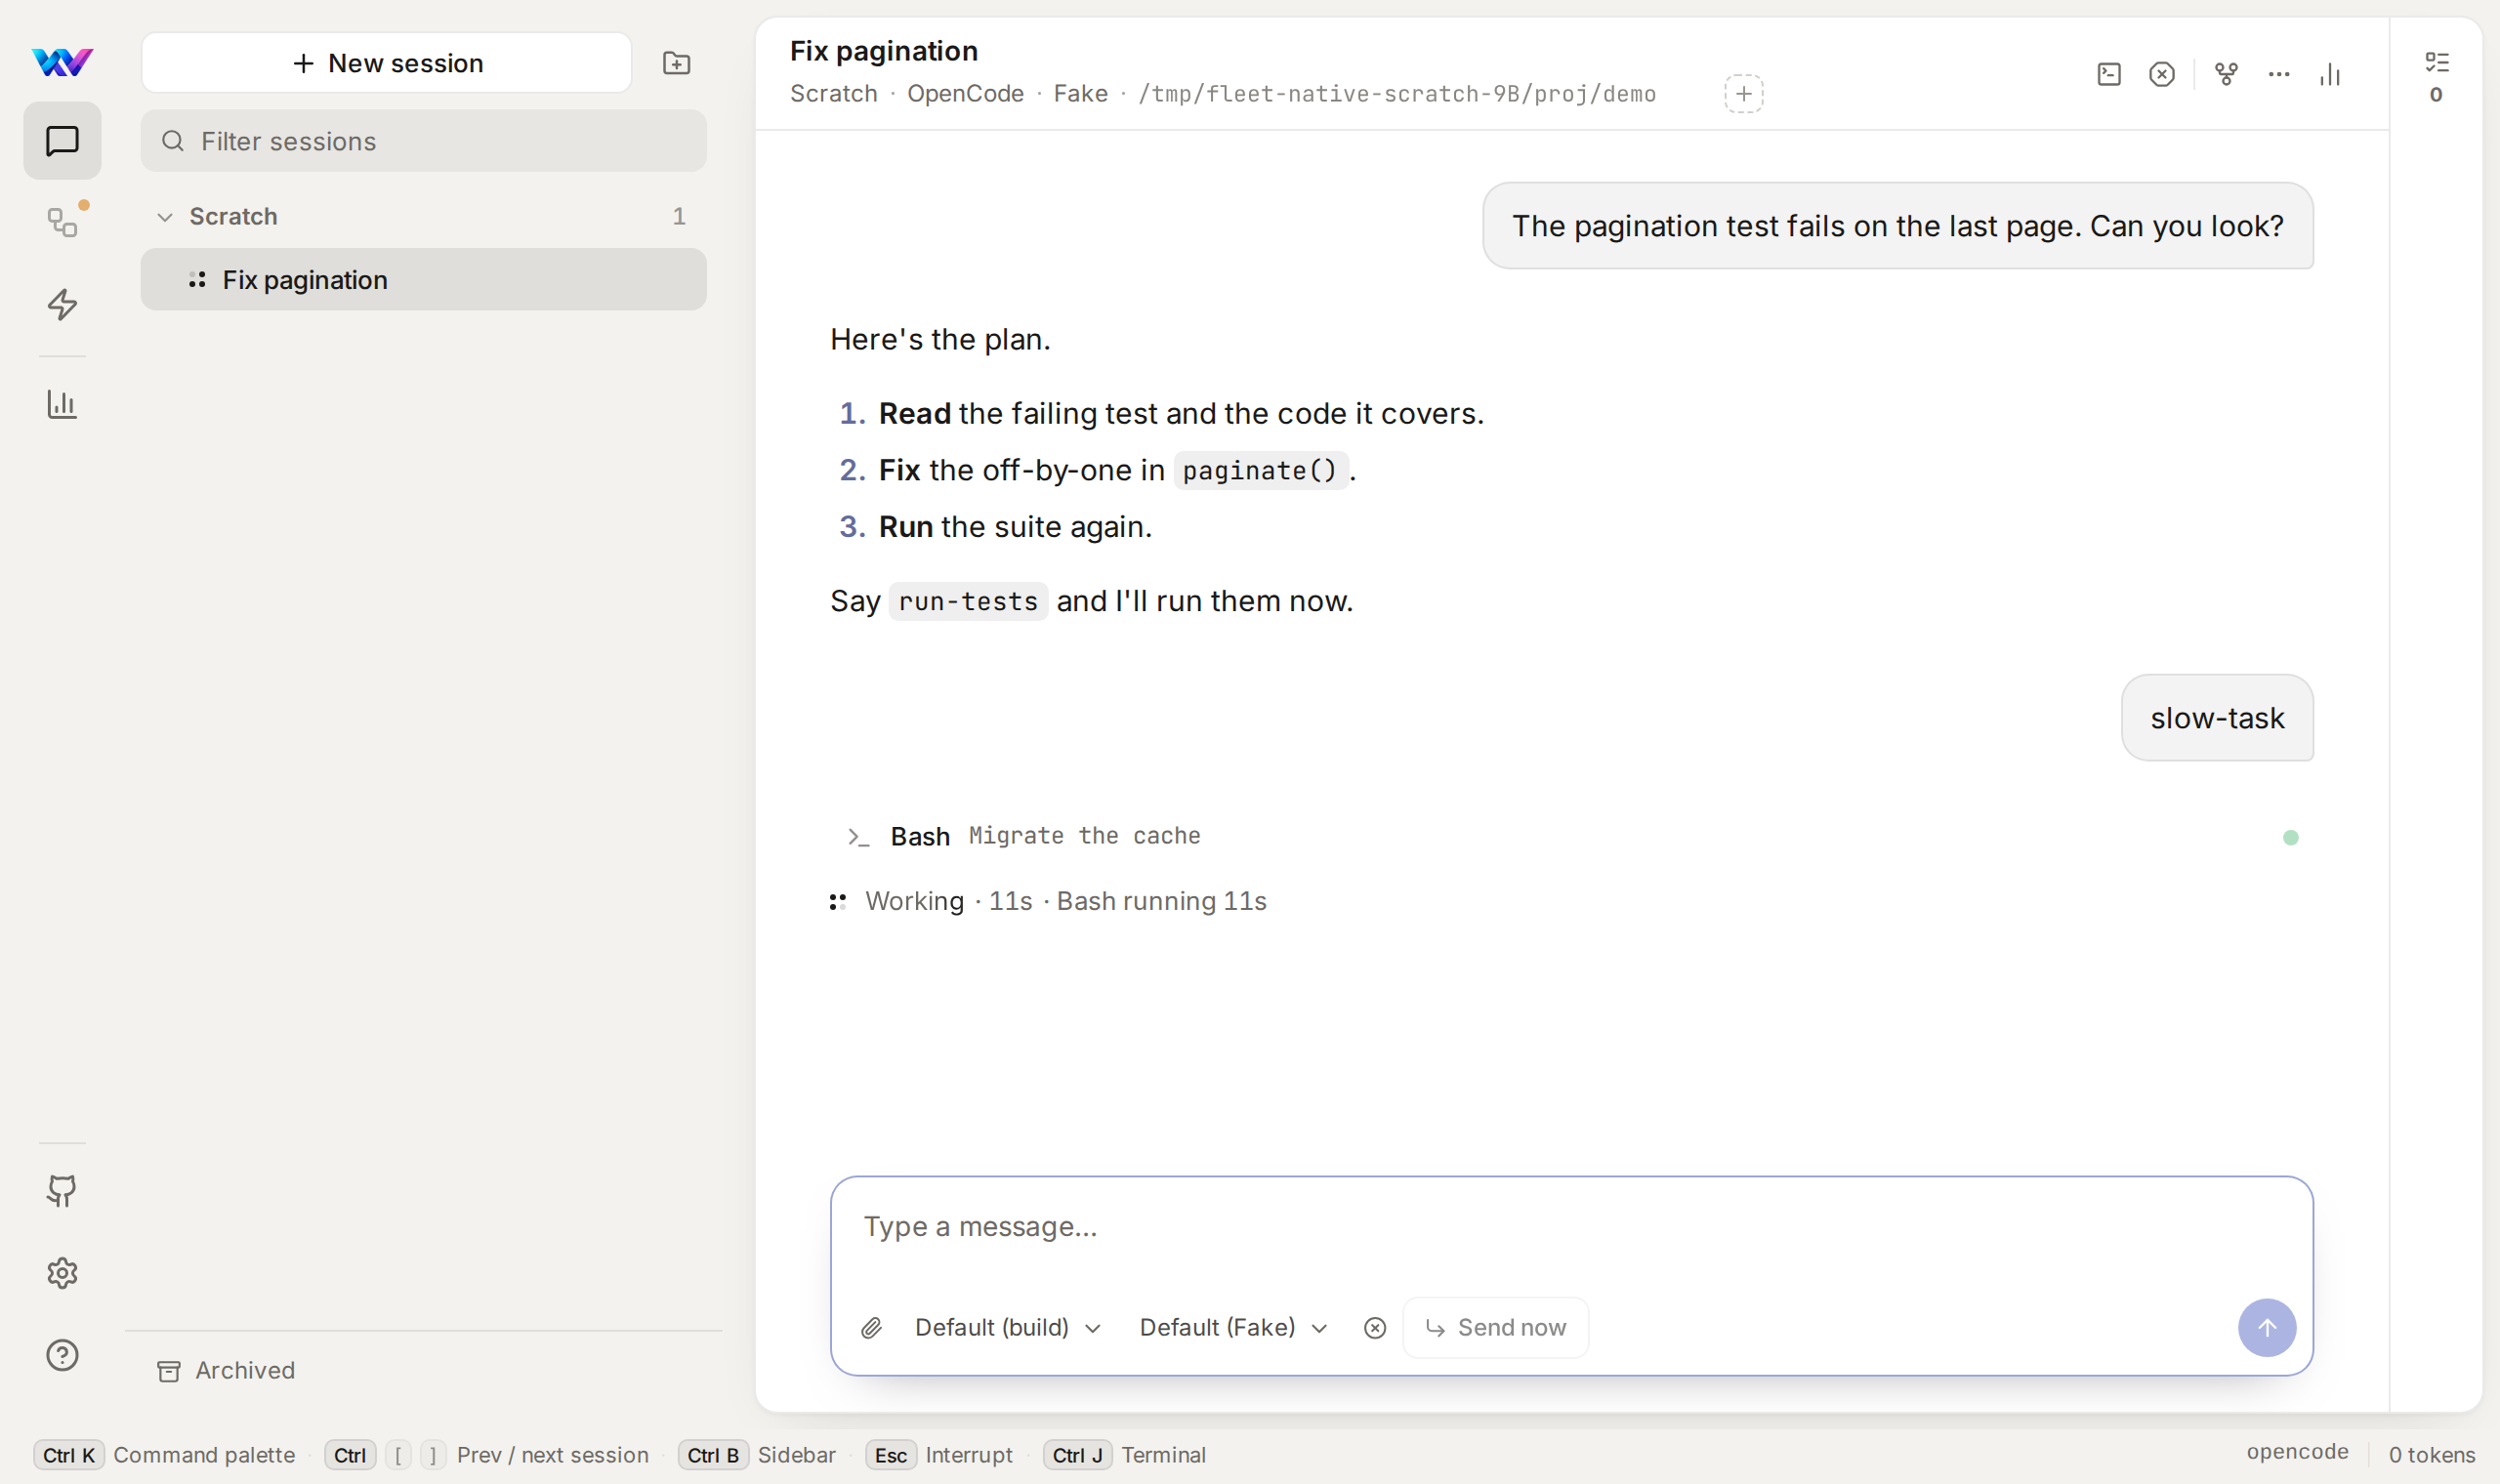 New session
Filter sessions
Scratch 1
Fix pagination
Archived
Fix pagination
Scratch · OpenCode · Fake · /tmp/fleet-native-scratch-9B/proj/demo
0
The pagination test fails on the last page. Can you look?
Here's the plan.
1. Read the failing test and the code it covers.
2. Fix the off-by-one in paginate().
3. Run the suite again.
Say run-tests and I'll run them now.
slow-task
Bash Migrate the cache
Working · 11s · Bash running 11s
Type a message...
Default (build) Default (Fake) Send now
Ctrl K Command palette · Ctrl [ ] Prev / next session · Ctrl B Sidebar · Esc Interrupt · Ctrl J Terminal
opencode 0 tokens